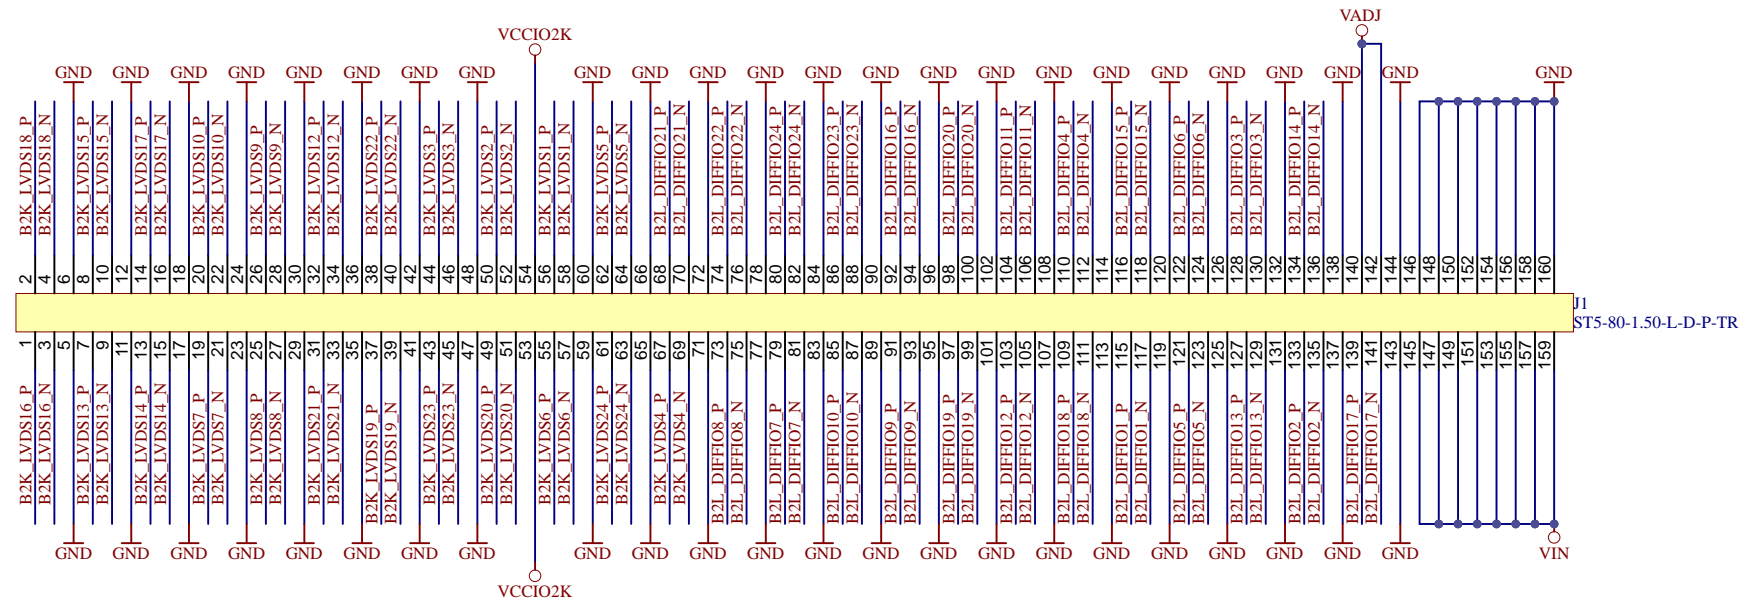 VADJ
VCCIO2K
GND GND GND GND GND GND GND GND GND GND GND GND GND GND GND GND GND GND GND GND GND GND GND GND
B2K_LVDS18_P
B2K_LVDS18_N
B2K_LVDS15_P
B2K_LVDS15_N
B2K_LVDS17_P
B2K_LVDS17_N
B2K_LVDS10_P
B2K_LVDS10_N
B2K_LVDS9_P
B2K_LVDS9_N
B2K_LVDS12_P
B2K_LVDS12_N
B2K_LVDS22_P
B2K_LVDS22_N
B2K_LVDS3_P
B2K_LVDS3_N
B2K_LVDS2_P
B2K_LVDS2_N
B2K_LVDS1_P
B2K_LVDS1_N
B2K_LVDS5_P
B2K_LVDS5_N
B2L_DIFFIO21_P
B2L_DIFFIO21_N
B2L_DIFFIO22_P
B2L_DIFFIO22_N
B2L_DIFFIO24_P
B2L_DIFFIO24_N
B2L_DIFFIO23_P
B2L_DIFFIO23_N
B2L_DIFFIO16_P
B2L_DIFFIO16_N
B2L_DIFFIO20_P
B2L_DIFFIO20_N
B2L_DIFFIO11_P
B2L_DIFFIO11_N
B2L_DIFFIO4_P
B2L_DIFFIO4_N
B2L_DIFFIO15_P
B2L_DIFFIO15_N
B2L_DIFFIO6_P
B2L_DIFFIO6_N
B2L_DIFFIO3_P
B2L_DIFFIO3_N
B2L_DIFFIO14_P
B2L_DIFFIO14_N
2 4 6 8 10 12 14 16 18 20 22 24 26 28 30 32 34 36 38 40 42 44 46 48 50 52 54 56 58 60 62 64 66 68 70 72 74 76 78 80 82 84 86 88 90 92 94 96 98 100 102 104 106 108 110 112 114 116 118 120 122 124 126 128 130 132 134 136 138 140 142 144 146 148 150 152 154 156 158 160
J1
ST5-80-1.50-L-D-P-TR
1 3 5 7 9 11 13 15 17 19 21 23 25 27 29 31 33 35 37 39 41 43 45 47 49 51 53 55 57 59 61 63 65 67 69 71 73 75 77 79 81 83 85 87 89 91 93 95 97 99 101 103 105 107 109 111 113 115 117 119 121 123 125 127 129 131 133 135 137 139 141 143 145 147 149 151 153 155 157 159
B2K_LVDS16_P
B2K_LVDS16_N
B2K_LVDS13_P
B2K_LVDS13_N
B2K_LVDS14_P
B2K_LVDS14_N
B2K_LVDS7_P
B2K_LVDS7_N
B2K_LVDS8_P
B2K_LVDS8_N
B2K_LVDS21_P
B2K_LVDS21_N
B2K_LVDS19_P
B2K_LVDS19_N
B2K_LVDS23_P
B2K_LVDS23_N
B2K_LVDS20_P
B2K_LVDS20_N
B2K_LVDS6_P
B2K_LVDS6_N
B2K_LVDS24_P
B2K_LVDS24_N
B2K_LVDS4_P
B2K_LVDS4_N
B2L_DIFFIO8_P
B2L_DIFFIO8_N
B2L_DIFFIO7_P
B2L_DIFFIO7_N
B2L_DIFFIO10_P
B2L_DIFFIO10_N
B2L_DIFFIO9_P
B2L_DIFFIO9_N
B2L_DIFFIO19_P
B2L_DIFFIO19_N
B2L_DIFFIO12_P
B2L_DIFFIO12_N
B2L_DIFFIO18_P
B2L_DIFFIO18_N
B2L_DIFFIO1_P
B2L_DIFFIO1_N
B2L_DIFFIO5_P
B2L_DIFFIO5_N
B2L_DIFFIO13_P
B2L_DIFFIO13_N
B2L_DIFFIO2_P
B2L_DIFFIO2_N
B2L_DIFFIO17_P
B2L_DIFFIO17_N
GND GND GND GND GND GND GND GND GND GND GND GND GND GND GND GND GND GND GND GND GND GND GND VIN
VCCIO2K